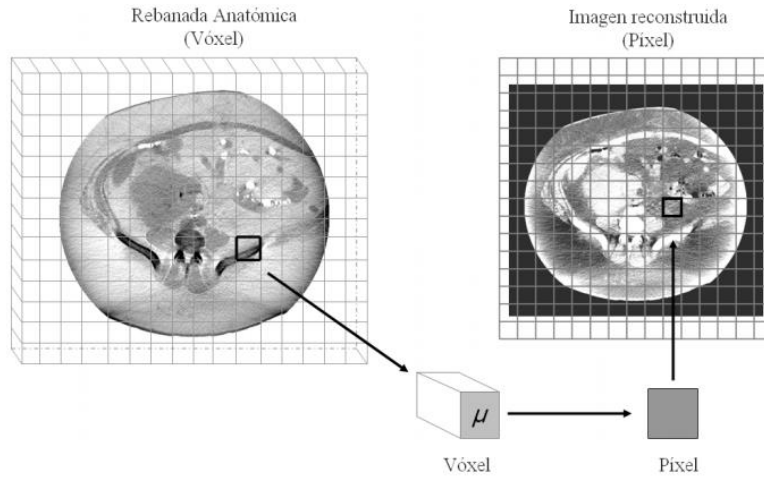 Rebanada Anatómica
(Vóxel)
Imagen reconstruida
(Píxel)
μ
Vóxel
Píxel